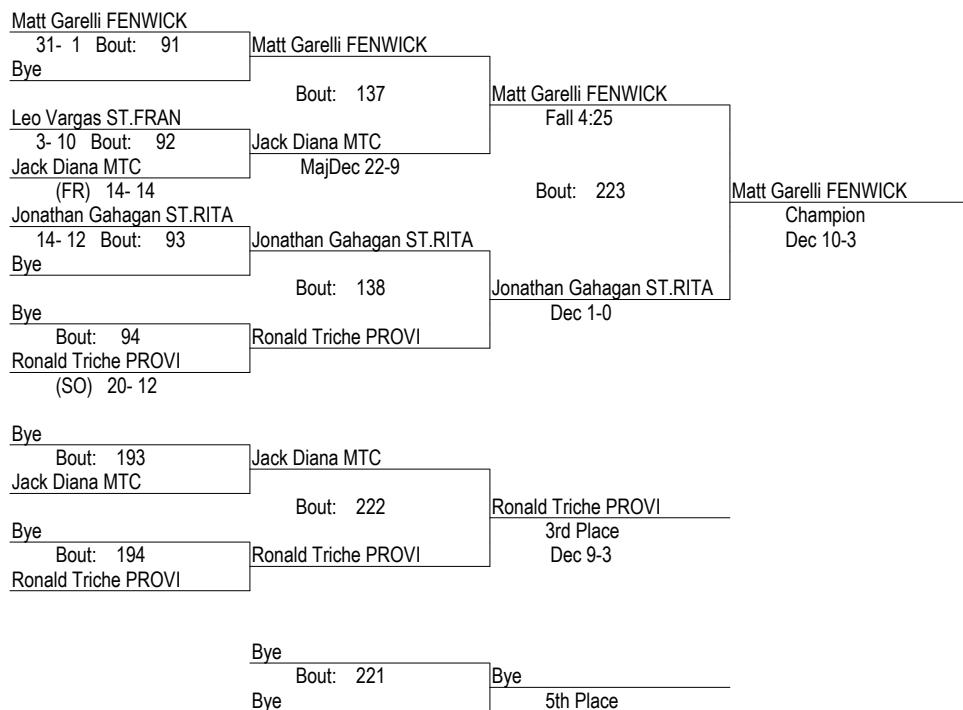 Matt Garelli FENWICK
31- 1 Bout: 91
Bye
Matt Garelli FENWICK
Bout: 137
Matt Garelli FENWICK
Fall 4:25
Leo Vargas ST.FRAN
3- 10 Bout: 92
Jack Diana MTC
(FR) 14- 14
Jack Diana MTC
MajDec 22-9
Bout: 223
Matt Garelli FENWICK
Champion
Dec 10-3
Jonathan Gahagan ST.RITA
14- 12 Bout: 93
Bye
Jonathan Gahagan ST.RITA
Bout: 138
Jonathan Gahagan ST.RITA
Dec 1-0
Bye
Bout: 94
Ronald Triche PROVI
(SO) 20- 12
Ronald Triche PROVI
Bye
Bout: 193
Jack Diana MTC
Jack Diana MTC
Bout: 222
Ronald Triche PROVI
3rd Place
Dec 9-3
Bye
Bout: 194
Ronald Triche PROVI
Ronald Triche PROVI
Bye
Bout: 221
Bye
Bye
5th Place